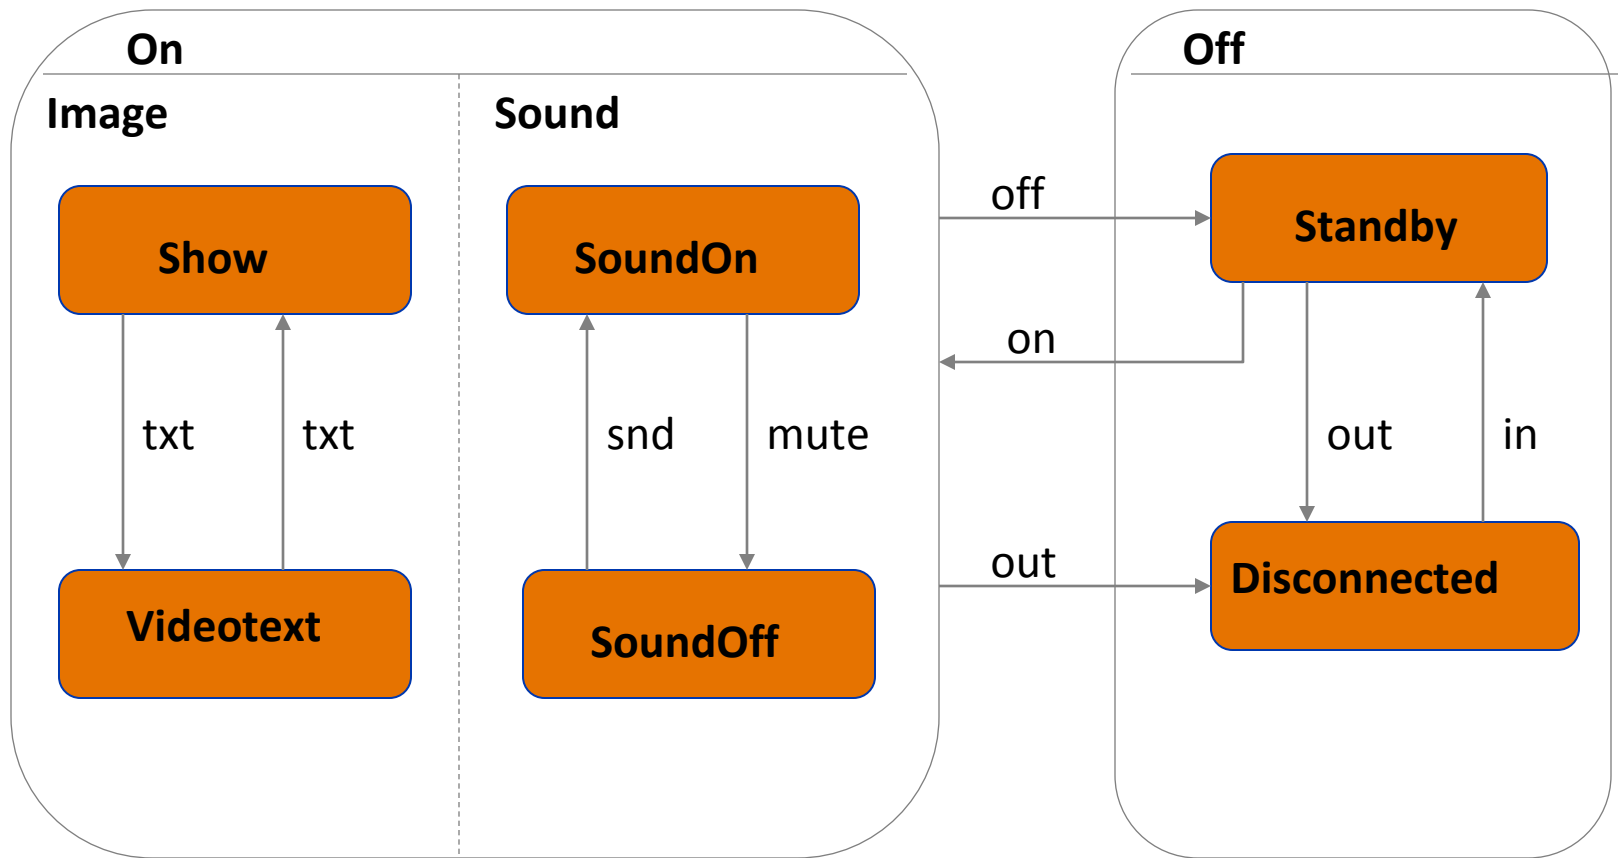 On
Off
Image
Sound
Show
SoundOn
off
Standby
on
txt
txt
snd
mute
out
in
out
Videotext
SoundOff
Disconnected